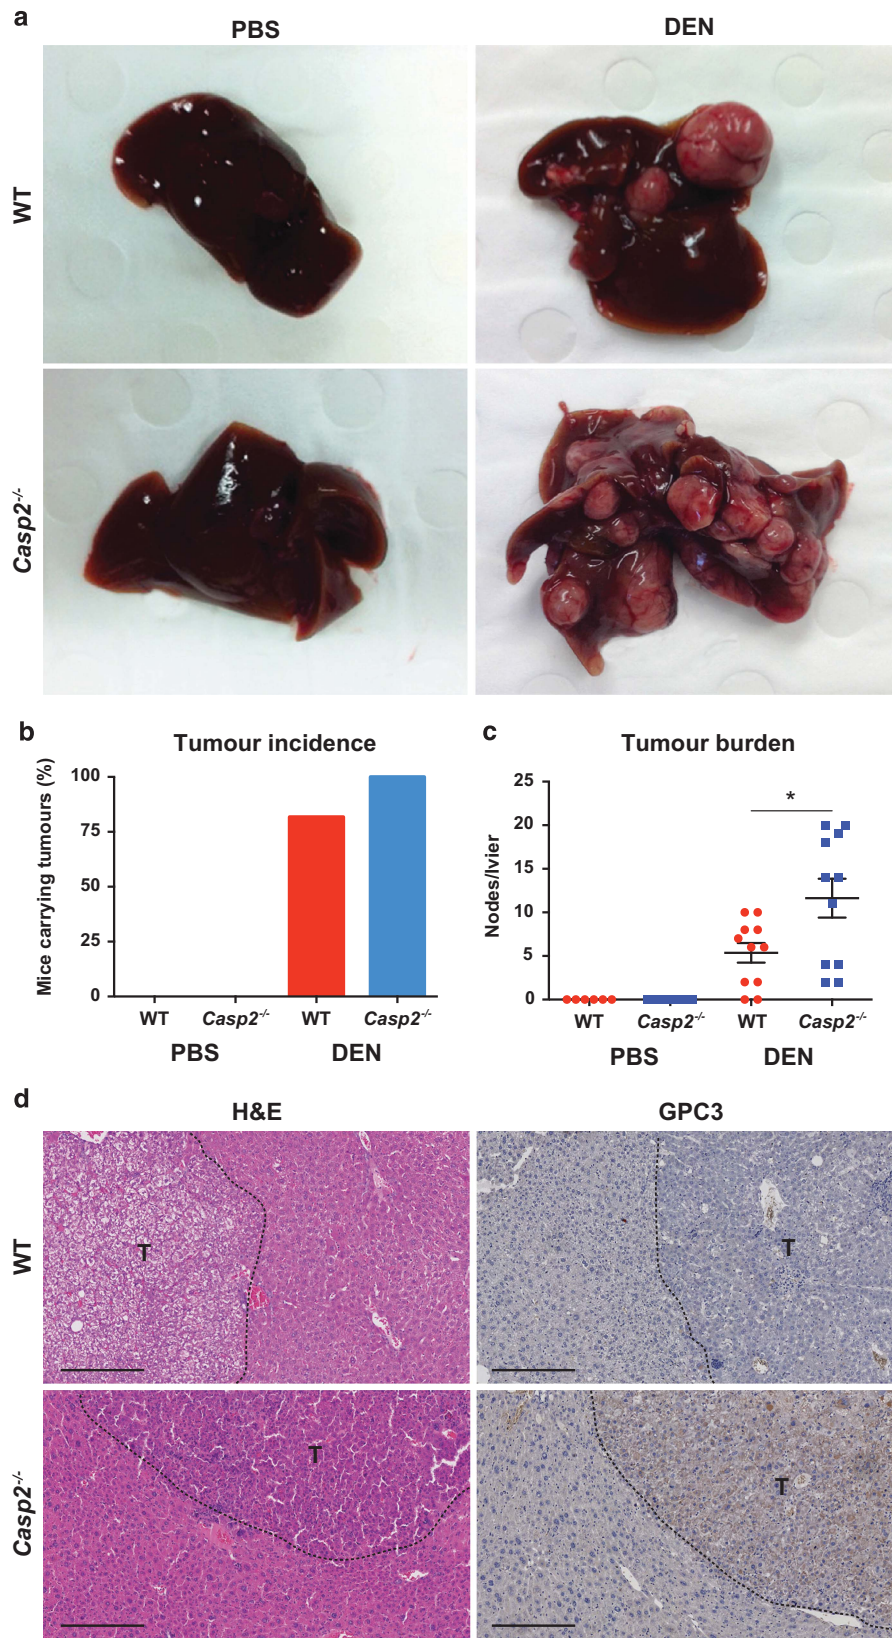 a
PBS
DEN
WT
Casp2-/-
b
Tumour incidence
Mice carrying tumours (%)
100
75
50
25
0
WT
Casp2-/-
WT
Casp2-/-
PBS
DEN
c
Tumour burden
Nodes/lvier
25
20
15
10
5
0
*
WT
Casp2-/-
WT
Casp2-/-
PBS
DEN
d
H&E
GPC3
WT
T
T
Casp2-/-
T
T